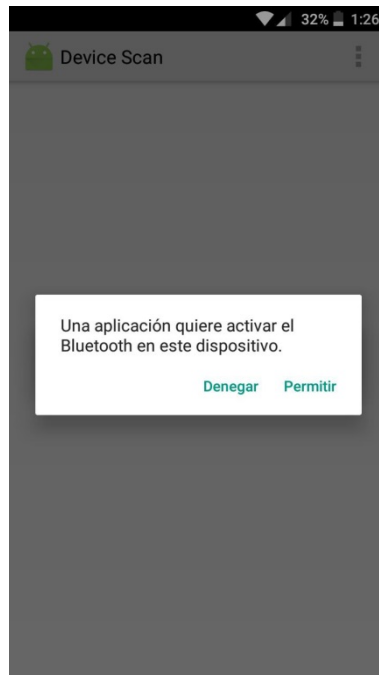 32% 1:26
Device Scan
Una aplicación quiere activar el
Bluetooth en este dispositivo.
Denegar Permitir